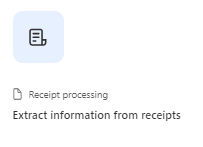 Receipt processing
Extract information from receipts